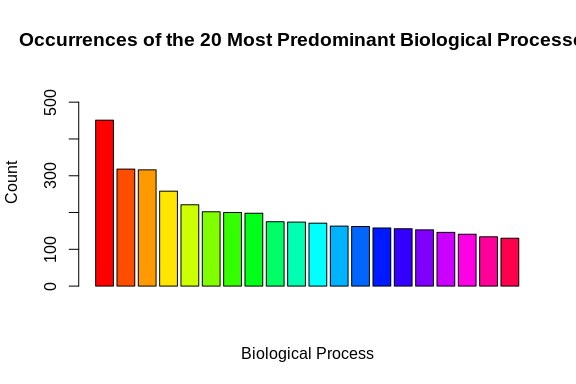 Occurrences of the 20 Most Predominant Biological Processe
500
300
100
0
Count
Biological Process